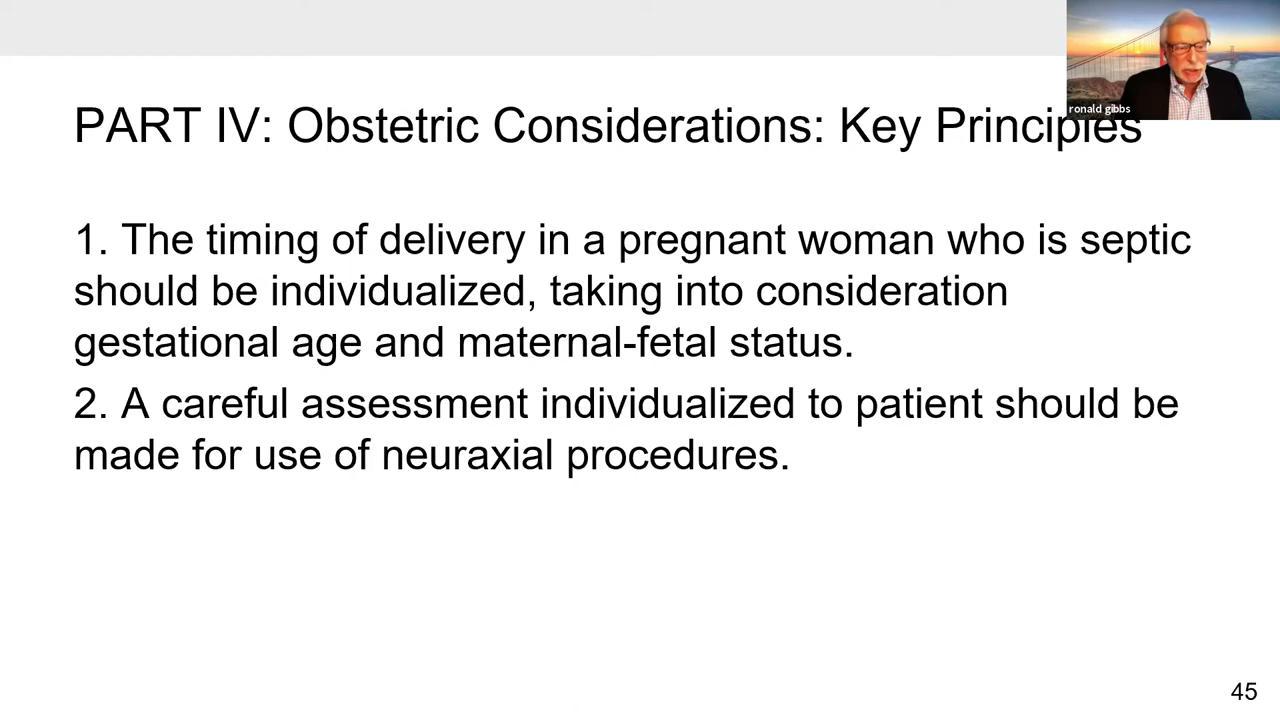 ronald gibbs
PART IV: Obstetric Considerations: Key Principles
1. The timing of delivery in a pregnant woman who is septic
should be individualized, taking into consideration
gestational age and maternal-fetal status.
2. A careful assessment individualized to patient should be
made for use of neuraxial procedures.
45